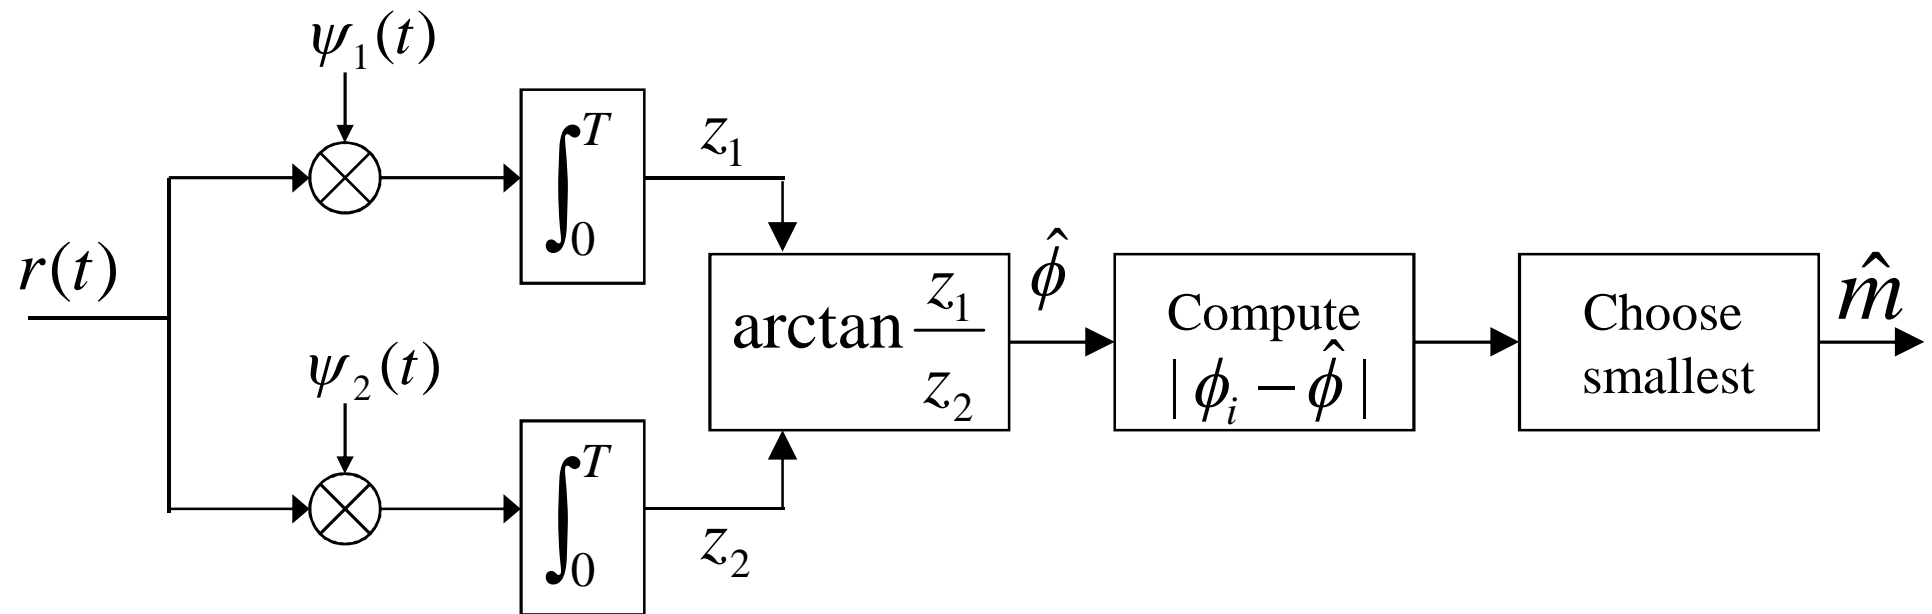 ψ₁(t)
∫₀ᵀ
z₁
r(t)
arctan z₁/z₂
ϕ̂
Compute
| ϕᵢ − ϕ̂ |
Choose
smallest
m̂
ψ₂(t)
∫₀ᵀ
z₂